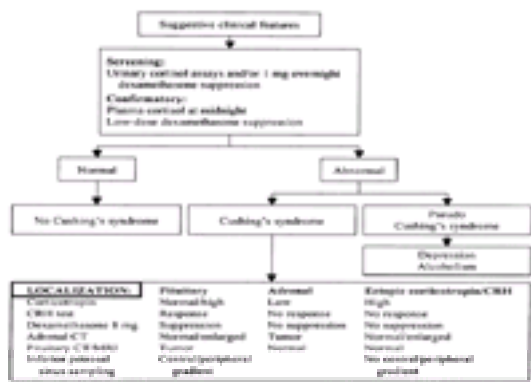 Suggestive clinical features
Screening:
Urinary cortisol assays and/or 1 mg overnight
dexamethasone suppression
Confirmatory:
Plasma cortisol at midnight
Low-dose dexamethasone suppression
Normal
Abnormal
No Cushing's syndrome
Cushing's syndrome
Pseudo
Cushing's syndrome
Depression
Alcoholism
LOCALIZATION: Pituitary Adrenal Ectopic corticotropin/CRH
Corticotropin Normal/high Low High
CRH test Response No response No response
Dexamethasone 8 mg Suppression No suppression No suppression
Adrenal CT Normal/enlarged Tumor Normal/enlarged
Pituitary CT/MRI Tumor Normal Normal
Inferior petrosal Central/peripheral No central/peripheral
sinus sampling gradient gradient